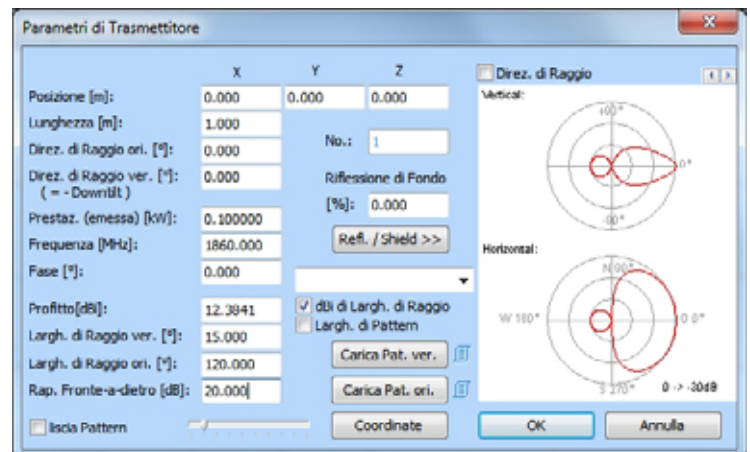 Parametri di Trasmettitore
X Y Z
Posizione [m]: 0.000 0.000 0.000
Lunghezza [m]: 1.000
No.: 1
Direz. di Raggio ori. [°]: 0.000
Direz. di Raggio ver. [°]: 0.000
( = - Downtilt )
Riflessione di Fondo
[%]: 0.000
Prestaz. (emessa) [kW]: 0.100000
Frequenza [MHz]: 1860.000
Refl. / Shield >>
Fase [°]: 0.000
Profitto[dBi]: 12.3841
dBi di Largh. di Raggio
Largh. di Pattern
Largh. di Raggio ver. [°]: 15.000
Carica Pat. ver.
Largh. di Raggio ori. [°]: 120.000
Rap. Fronte-a-dietro [dB]: 20.000
Carica Pat. ori.
liscia Pattern
Coordinate
Direz. di Raggio
Vertical:
+90°
0°
-90°
Horizontal:
N 90°
W 180°
0 0°
S 270°
0 -> -30dB
OK
Annulla